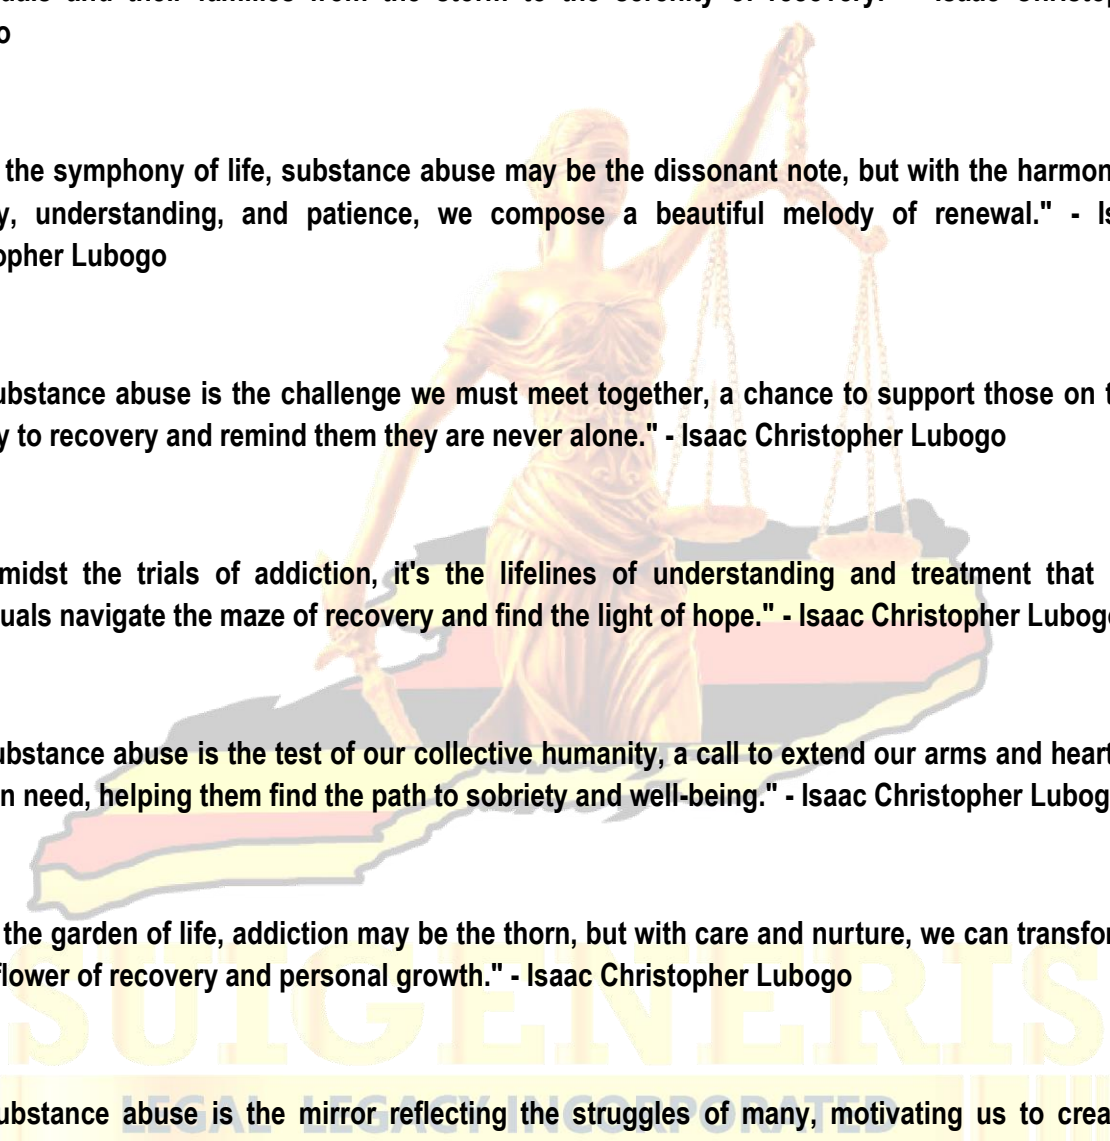 uals and their families from the storm to the serenity of recovery." - Isaac Christop
o
the symphony of life, substance abuse may be the dissonant note, but with the harmon
y, understanding, and patience, we compose a beautiful melody of renewal." - Is
opher Lubogo
ubstance abuse is the challenge we must meet together, a chance to support those on t
y to recovery and remind them they are never alone." - Isaac Christopher Lubogo
midst the trials of addiction, it's the lifelines of understanding and treatment that
uals navigate the maze of recovery and find the light of hope." - Isaac Christopher Lubogo
ubstance abuse is the test of our collective humanity, a call to extend our arms and heart
n need, helping them find the path to sobriety and well-being." - Isaac Christopher Lubog
the garden of life, addiction may be the thorn, but with care and nurture, we can transfor
flower of recovery and personal growth." - Isaac Christopher Lubogo
SUIGENERIS
ubstance abuse is the mirror reflecting the struggles of many, motivating us to crea
LEGAL LEGACY INCORPORATED